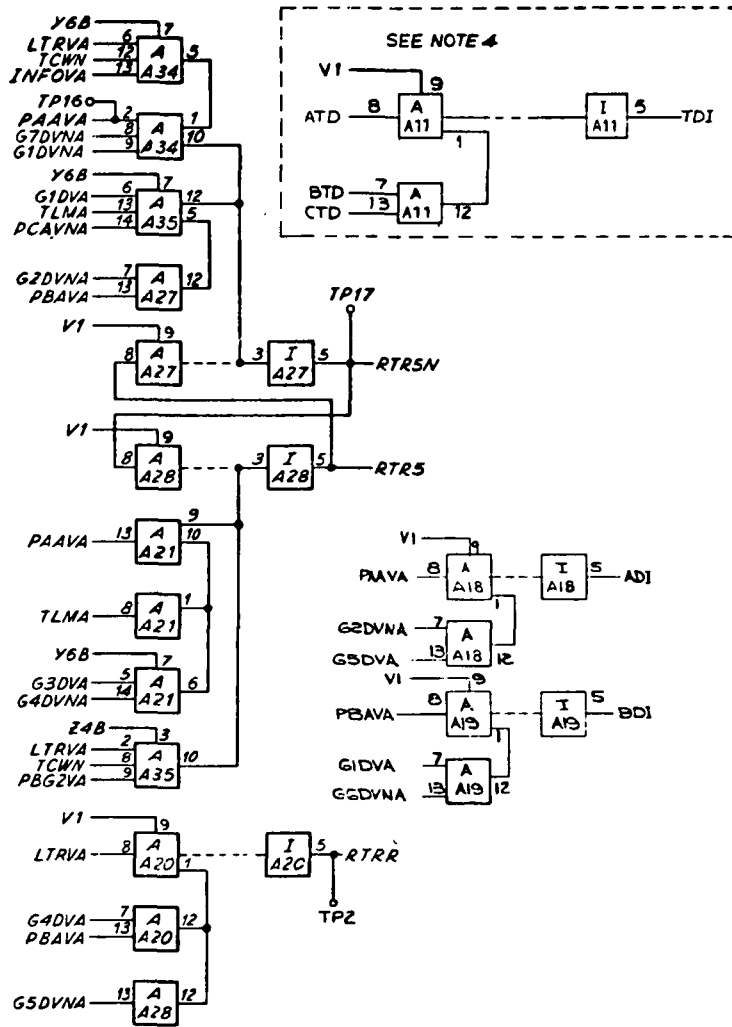 Y6B 7
LTRVA 6 A 5
TCWN 12
INFOVA 13 A34
TP16
PAAVA 2 A 1
G7DVNA 8 10
G1DVNA 9 A34
Y6B 7
G1DVA 6 A 12
TLMA 13 5
PCAVNA 14 A35
G2DVNA 7 A 12
PBAVA 13 A27
SEE NOTE 4
V1 9
ATD 8 A A11 1
I A11 5 TDI
BTD 7 A
CTD 13 A11 12
TP17
V1 9
8 A A27 3 I A27 5 RTR5N
V1 9
8 A A28 3 I A28 5 RTR5
PAAVA 13 A A21 9 10
TLMA 8 A A21 1
Y6B 7
G3DVA 5 A
G4DVNA 14 A21 6
Z4B 3
LTRVA 2 A
TCWN 8 10
PBG2VA 9 A35
V1 9
PAAVA 8 A A18 1 I A18 5 ADI
G2DVNA 7 A
G5DVA 13 A18 12
V1 9
PBAVA 8 A A19 1 I A19 5 BDI
G1DVA 7 A
G5DVNA 13 A19 12
V1 9
LTRVA 8 A A20 1 I A20 5 RTRR
TP2
G4DVA 7 A
PBAVA 13 A20 12
G5DVNA 13 A A28 12